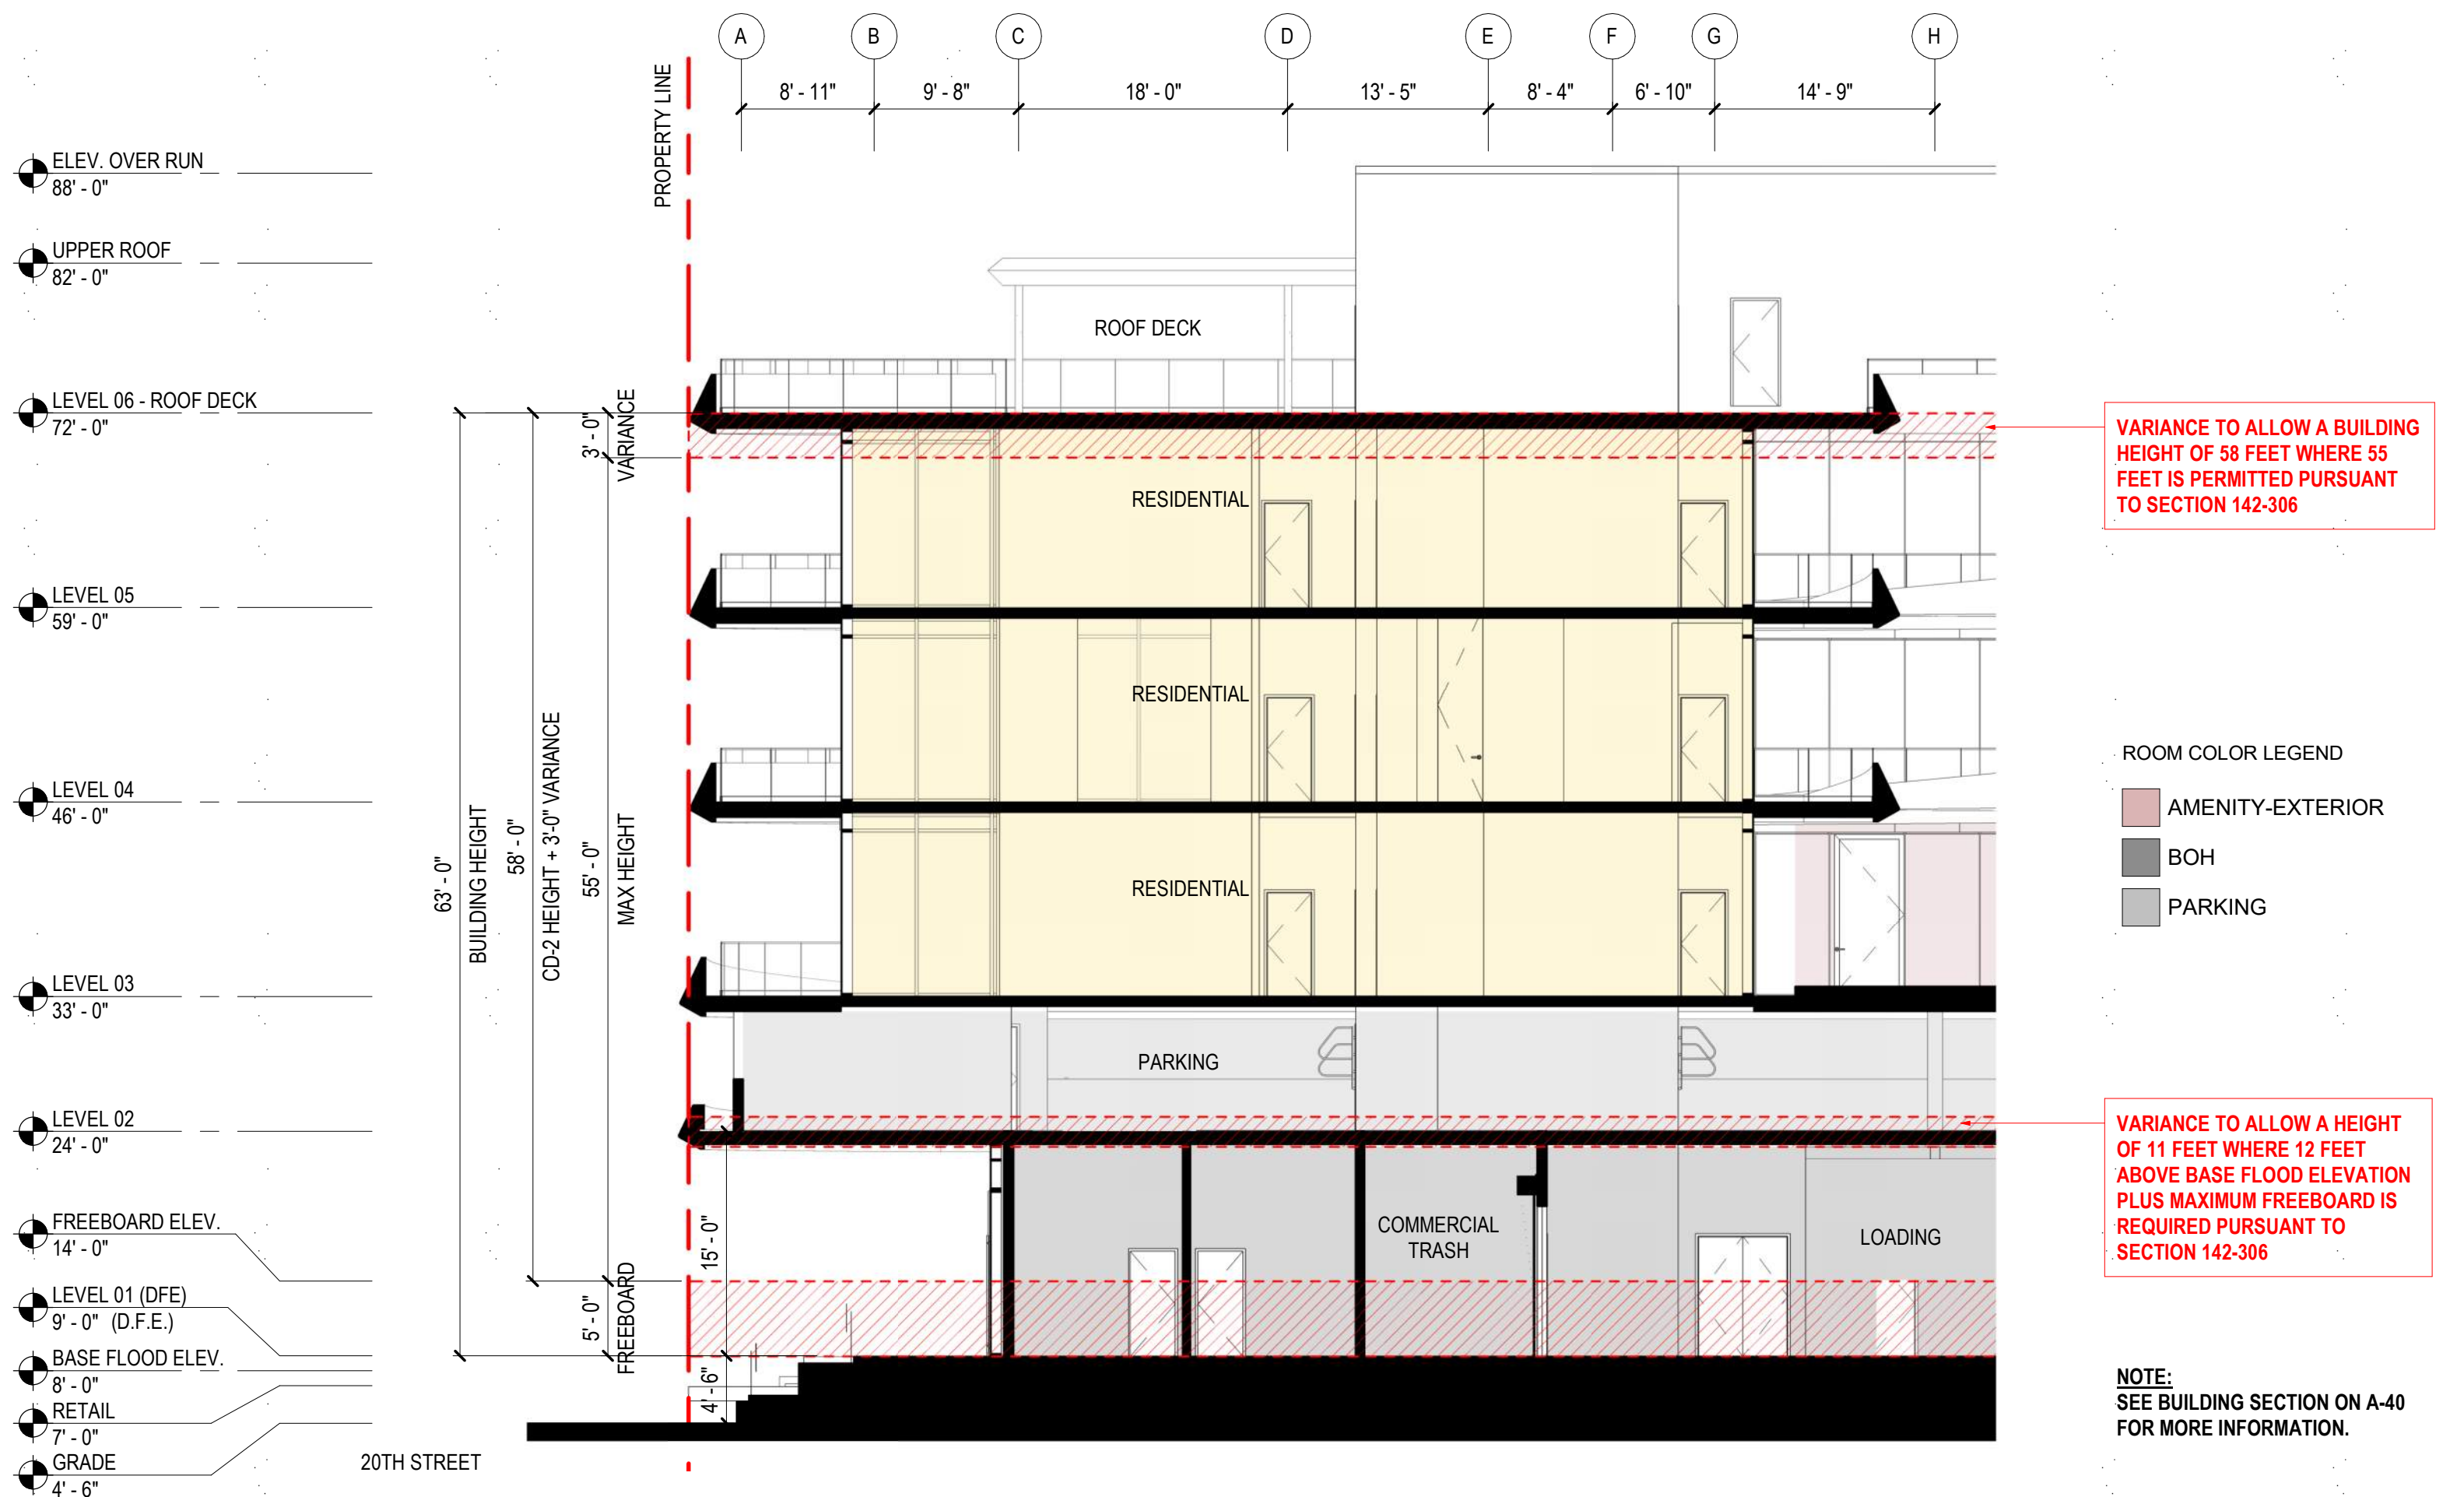 A B C D E F G H
8' - 11" 9' - 8" 18' - 0" 13' - 5" 8' - 4" 6' - 10" 14' - 9"
PROPERTY LINE
ELEV. OVER RUN
88' - 0"
UPPER ROOF
82' - 0"
LEVEL 06 - ROOF DECK
72' - 0"
LEVEL 05
59' - 0"
LEVEL 04
46' - 0"
LEVEL 03
33' - 0"
LEVEL 02
24' - 0"
FREEBOARD ELEV.
14' - 0"
LEVEL 01 (DFE)
9' - 0" (D.F.E.)
BASE FLOOD ELEV.
8' - 0"
RETAIL
7' - 0"
GRADE
4' - 6"
20TH STREET
63' - 0"
BUILDING HEIGHT
58' - 0"
CD-2 HEIGHT + 3'-0" VARIANCE
3' - 0"
VARIANCE
55' - 0"
MAX HEIGHT
5' - 0"
FREEBOARD
15' - 0"
4' - 6"
ROOF DECK
RESIDENTIAL
RESIDENTIAL
RESIDENTIAL
PARKING
COMMERCIAL
TRASH
LOADING
VARIANCE TO ALLOW A BUILDING
HEIGHT OF 58 FEET WHERE 55
FEET IS PERMITTED PURSUANT
TO SECTION 142-306
ROOM COLOR LEGEND
AMENITY-EXTERIOR
BOH
PARKING
VARIANCE TO ALLOW A HEIGHT
OF 11 FEET WHERE 12 FEET
ABOVE BASE FLOOD ELEVATION
PLUS MAXIMUM FREEBOARD IS
REQUIRED PURSUANT TO
SECTION 142-306
NOTE:
SEE BUILDING SECTION ON A-40
FOR MORE INFORMATION.